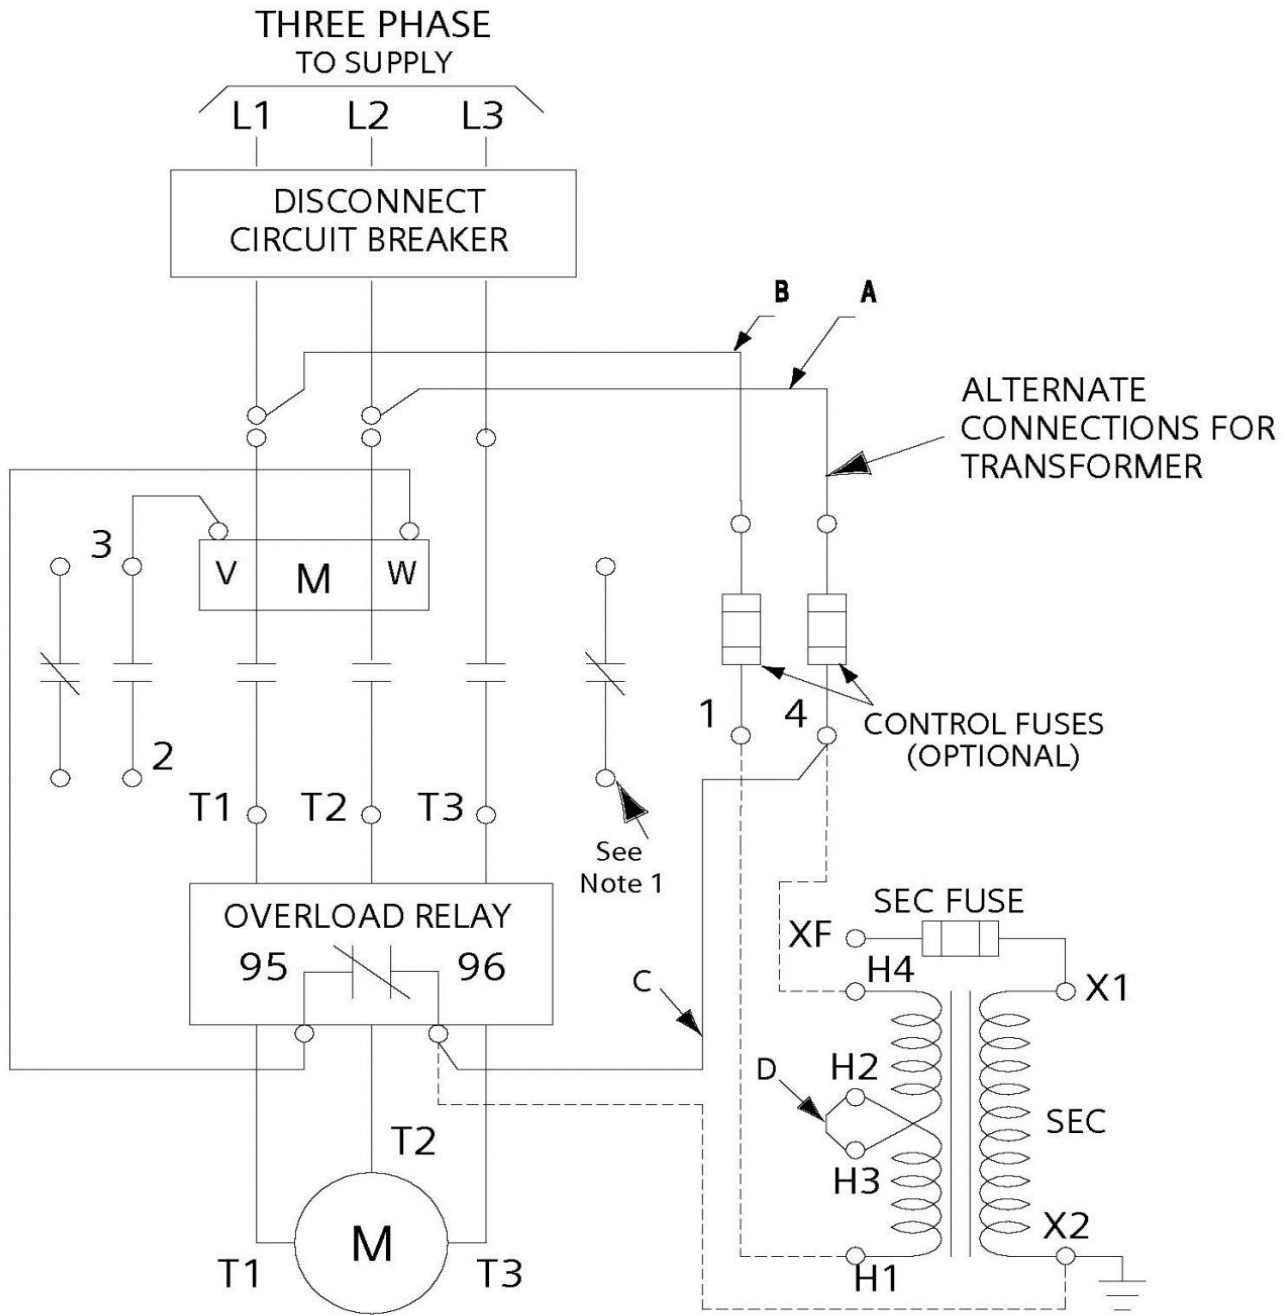 THREE PHASE
TO SUPPLY
L1 L2 L3
DISCONNECT
CIRCUIT BREAKER
B A
ALTERNATE
CONNECTIONS FOR
TRANSFORMER
3
V M W
1 4
CONTROL FUSES
(OPTIONAL)
2
T1 T2 T3
See
Note 1
OVERLOAD RELAY
95 96
SEC FUSE
XF
H4
C
X1
D
H2
SEC
T2
H3
X2
M
T1 T3
H1